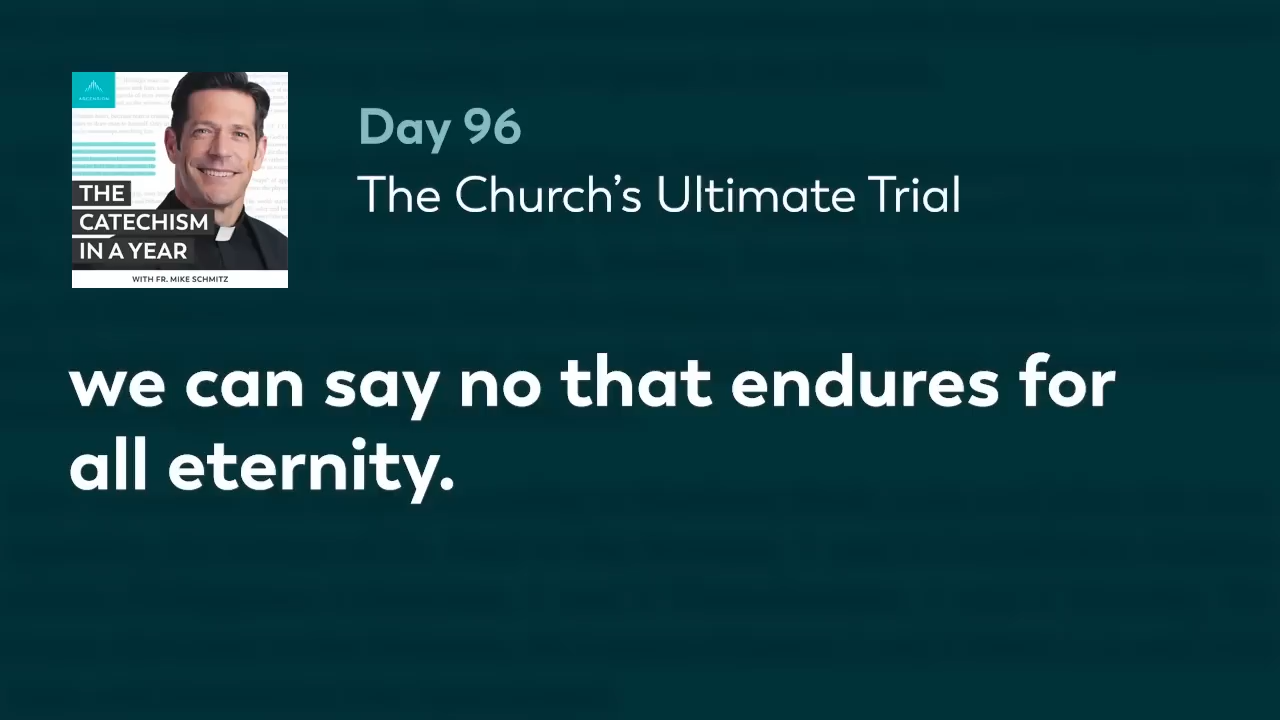 ASCENSION
THE
CATECHISM
IN A YEAR
WITH FR. MIKE SCHMITZ
Day 96
The Church’s Ultimate Trial
we can say no that endures for
all eternity.